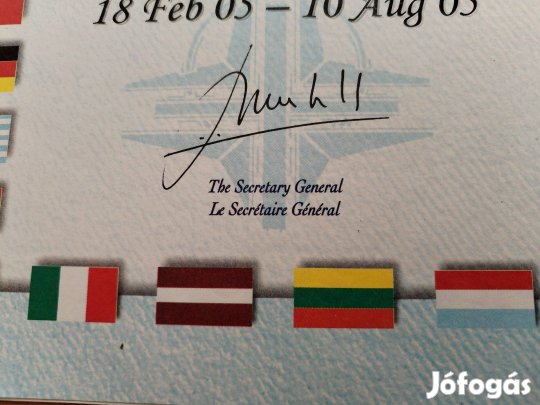 18 Feb 05 – 10 Aug 05
The Secretary General
Le Secrétaire Général
Jófogás